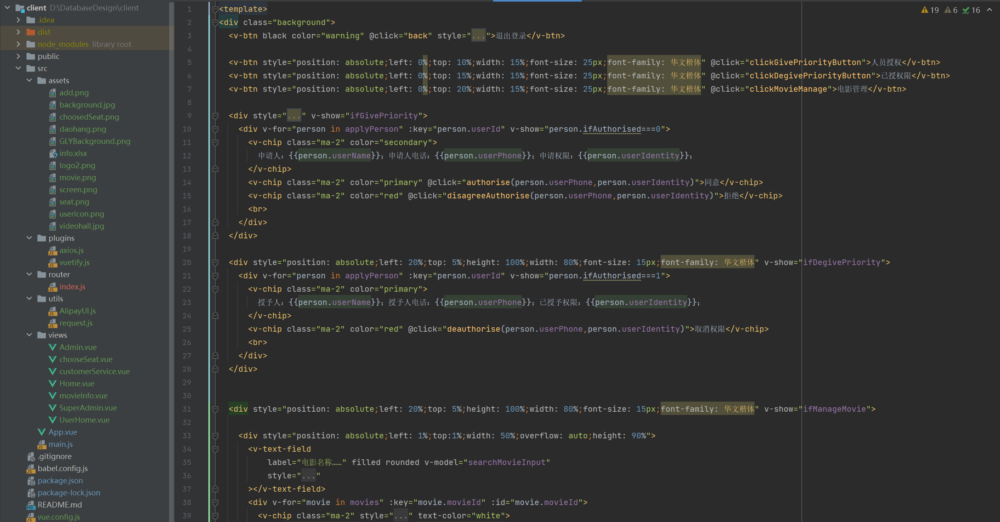 client D:\DatabaseDesign\client
.idea
dist
node_modules library root
public
src
assets
add.png
background.jpg
choosedSeat.png
daohang.png
GLYBackground.png
info.xlsx
logo2.png
movie.png
screen.png
seat.png
userIcon.png
videohall.jpg
plugins
axios.js
vuetify.js
router
index.js
utils
AlipayUI.js
request.js
views
Admin.vue
chooseSeat.vue
customerService.vue
Home.vue
movieInfo.vue
SuperAdmin.vue
UserHome.vue
App.vue
main.js
.gitignore
babel.config.js
package.json
package-lock.json
README.md
vue.config.js
19 6 16
1 <template>
2 <div class="background">
3 <v-btn black color="warning" @click="back" style="...">退出登录</v-btn>
4
5 <v-btn style="position: absolute;left: 0%;top: 10%;width: 15%;font-size: 25px;font-family: 华文楷体" @click="clickGivePriorityButton">人员授权</v-btn>
6 <v-btn style="position: absolute;left: 0%;top: 15%;width: 15%;font-size: 25px;font-family: 华文楷体" @click="clickDegivePriorityButton">已授权限</v-btn>
7 <v-btn style="position: absolute;left: 0%;top: 20%;width: 15%;font-size: 25px;font-family: 华文楷体" @click="clickMovieManage">电影管理</v-btn>
8
9 <div style="..." v-show="ifGivePriority">
10 <div v-for="person in applyPerson" :key="person.userId" v-show="person.ifAuthorised===0">
11 <v-chip class="ma-2" color="secondary">
12 申请人：{{person.userName}}；申请人电话：{{person.userPhone}}；申请权限：{{person.userIdentity}}；
13 </v-chip>
14 <v-chip class="ma-2" color="primary" @click="authorise(person.userPhone,person.userIdentity)">同意</v-chip>
15 <v-chip class="ma-2" color="red" @click="disagreeAuthorise(person.userPhone,person.userIdentity)">拒绝</v-chip>
16 <br>
17 </div>
18 </div>
19
20 <div style="position: absolute;left: 20%;top: 5%;height: 100%;width: 80%;font-size: 15px;font-family: 华文楷体" v-show="ifDegivePriority">
21 <div v-for="person in applyPerson" :key="person.userId" v-show="person.ifAuthorised===1">
22 <v-chip class="ma-2" color="primary">
23 授予人：{{person.userName}}；授予人电话：{{person.userPhone}}；已授予权限：{{person.userIdentity}}；
24 </v-chip>
25 <v-chip class="ma-2" color="red" @click="deauthorise(person.userPhone,person.userIdentity)">取消权限</v-chip>
26 <br>
27 </div>
28 </div>
29
30
31 <div style="position: absolute;left: 20%;top: 5%;height: 100%;width: 80%;font-size: 15px;font-family: 华文楷体" v-show="ifManageMovie">
32
33 <div style="position: absolute;left: 1%;top:1%;width: 50%;overflow: auto;height: 90%">
34 <v-text-field
35 label="电影名称……" filled rounded v-model="searchMovieInput"
36 style="..."
37 ></v-text-field>
38 <div v-for="movie in movies" :key="movie.movieId" :id="movie.movieId">
39 <v-chip class="ma-2" style="..." text-color="white">